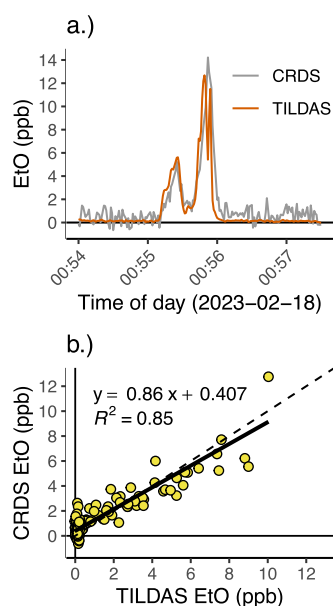 a.)
14
12
10
8
6
4
2
0
EtO (ppb)
CRDS
TILDAS
00:54
00:55
00:56
00:57
Time of day (2023−02−18)
b.)
y = 0.86 x + 0.407
R² = 0.85
12
10
8
6
4
2
0
CRDS EtO (ppb)
0 2 4 6 8 10 12
TILDAS EtO (ppb)